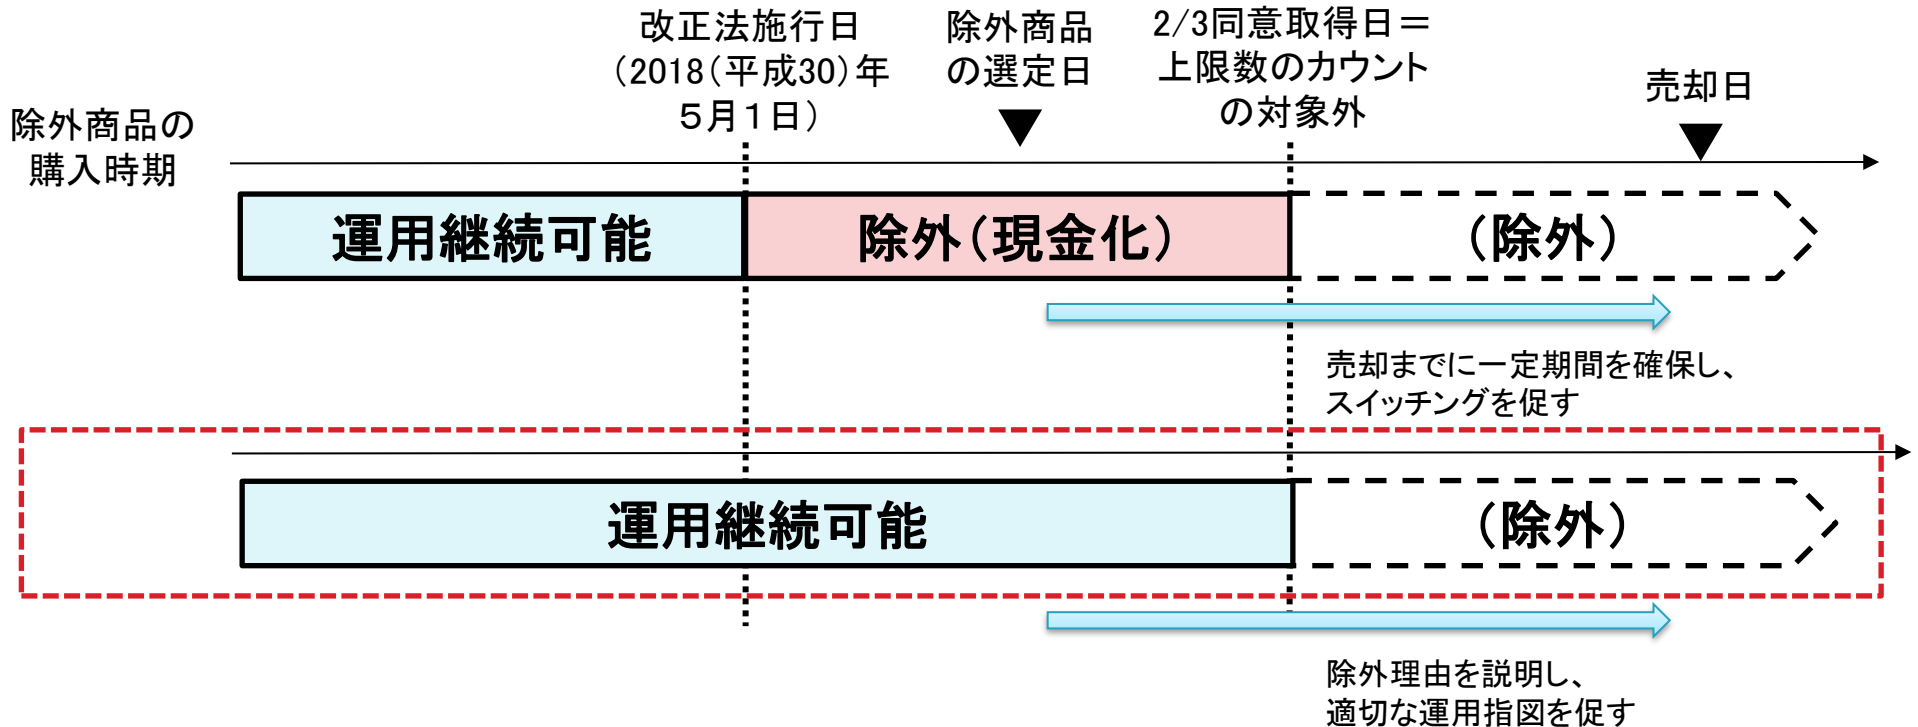 改正法施行日
(2018(平成30)年
５月１日)
除外商品
の選定日
2/3同意取得日＝
上限数のカウント
の対象外
売却日
除外商品の
購入時期
運用継続可能
除外(現金化)
(除外)
売却までに一定期間を確保し、
スイッチングを促す
運用継続可能
(除外)
除外理由を説明し、
適切な運用指図を促す